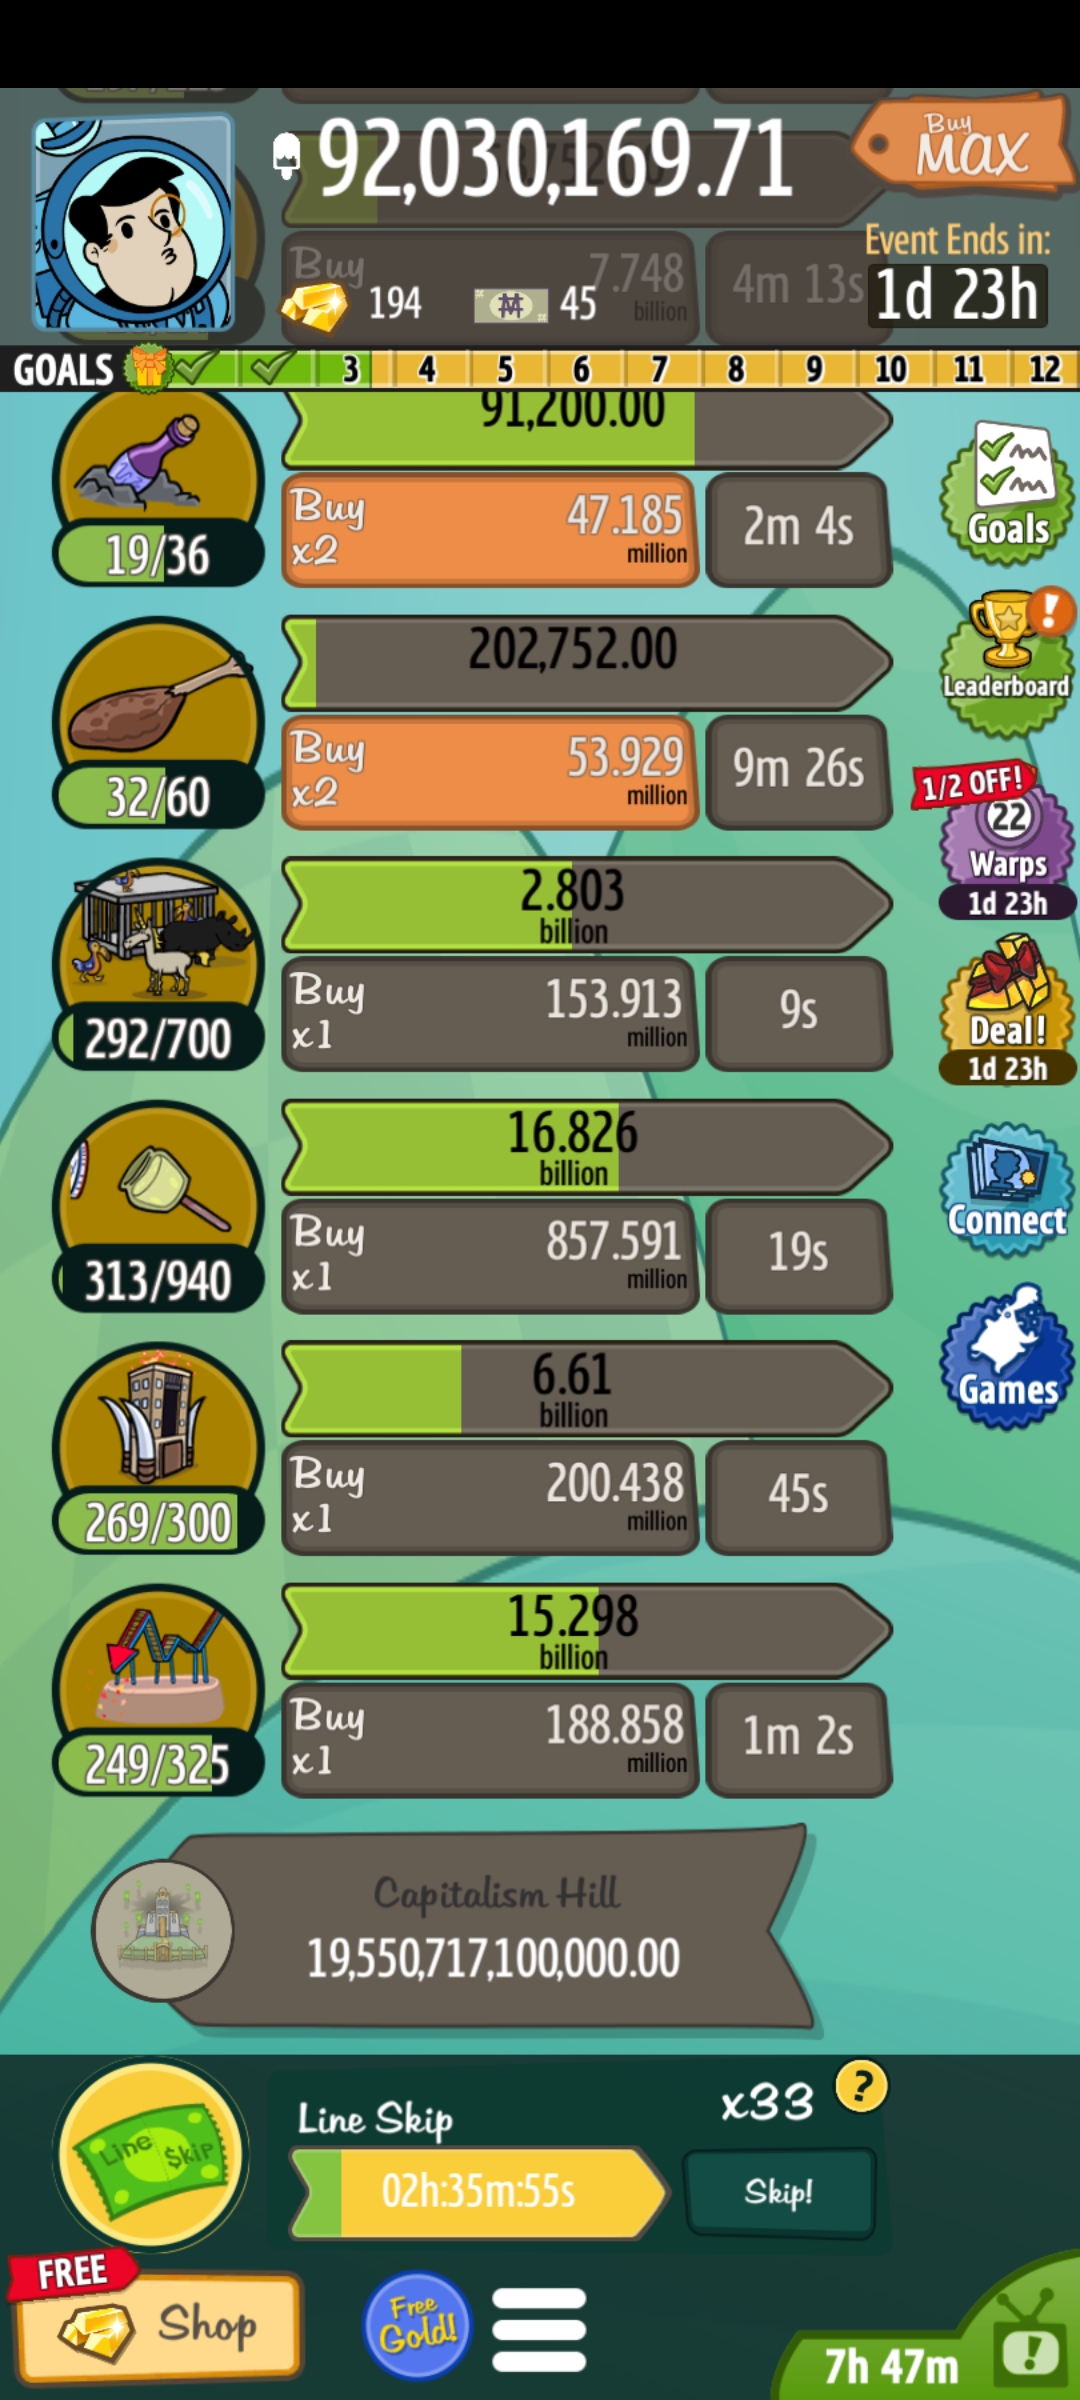 92,030,169.71
Buy
MAX
Event Ends in:
1d 23h
Buy
7.748
billion
4m 13s
194
45
GOALS
3
4
5
6
7
8
9
10
11
12
91,200.00
19/36
Buy
x2
47.185
million
2m 4s
Goals
202,752.00
32/60
Buy
x2
53.929
million
9m 26s
Leaderboard
1/2 OFF!
22
Warps
1d 23h
2.803
billion
292/700
Buy
x1
153.913
million
9s
Deal!
1d 23h
16.826
billion
313/940
Buy
x1
857.591
million
19s
Connect
6.61
billion
269/300
Buy
x1
200.438
million
45s
Games
15.298
billion
249/325
Buy
x1
188.858
million
1m 2s
Capitalism Hill
19,550,717,100,000.00
Line $kip
Line Skip
x33
?
02h:35m:55s
Skip!
FREE
Shop
Free
Gold!
7h 47m
!